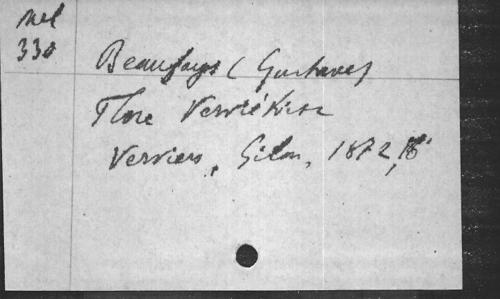 Mel
330
Beaufays (Gustave)
Flore Verviétoise
Verviers, Gilon, 1872, 16°